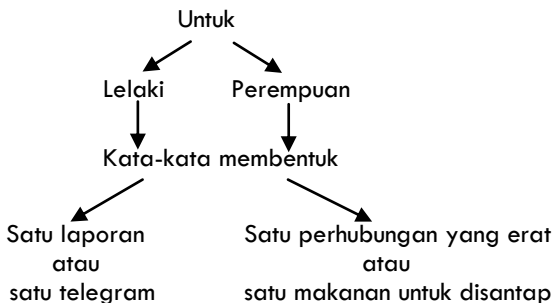 Untuk
Lelaki Perempuan
Kata-kata membentuk
Satu laporan Satu perhubungan yang erat
atau atau
satu telegram satu makanan untuk disantap